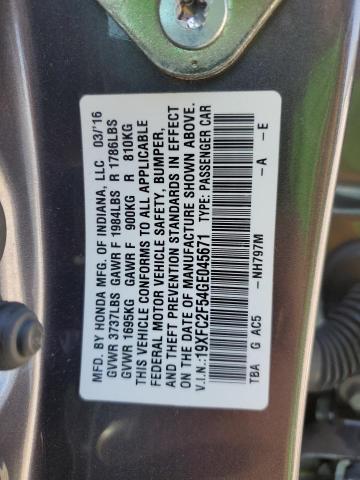 MFD. BY HONDA MFG. OF INDIANA, LLC 03/'16
GVWR 3737LBS GAWR F 1984LBS R 1786LBS
GVWR 1695KG GAWR F 900KG R 810KG
THIS VEHICLE CONFORMS TO ALL APPLICABLE
FEDERAL MOTOR VEHICLE SAFETY, BUMPER,
AND THEFT PREVENTION STANDARDS IN EFFECT
ON THE DATE OF MANUFACTURE SHOWN ABOVE.
V.I.N.: 19XFC2F54GE045671 TYPE: PASSENGER CAR
TBA G AC5 -NH797M -A -E